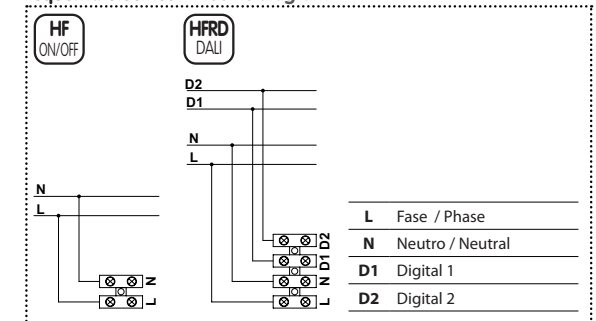 HF
ON/OFF
HFRD
DALI
D2
D1
N
L
N
L
N
L
D2
D1
N
L
L Fase / Phase
N Neutro / Neutral
D1 Digital 1
D2 Digital 2